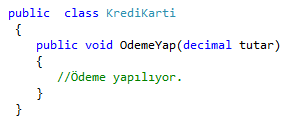 public  class KrediKarti
{
public void OdemeYap(decimal tutar)
{
//Ödeme yapılıyor.
}
}